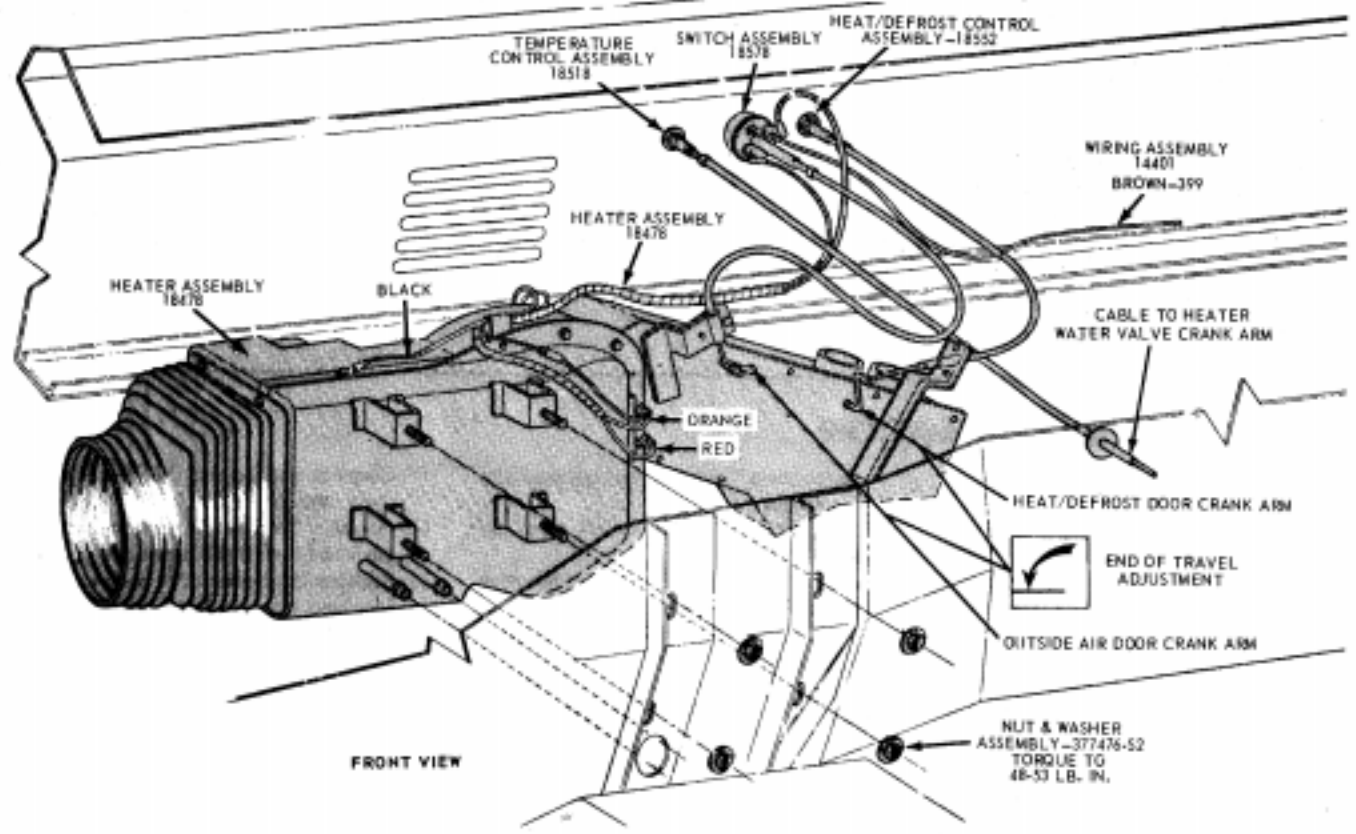 HEAT/DEFROST CONTROL
ASSEMBLY-18552
SWITCH ASSEMBLY
18578
TEMPERATURE
CONTROL ASSEMBLY
18518
WIRING ASSEMBLY
14401
BROWN-399
HEATER ASSEMBLY
18478
HEATER ASSEMBLY
18478
BLACK
CABLE TO HEATER
WATER VALVE CRANK ARM
ORANGE
RED
HEAT/DEFROST DOOR CRANK ARM
END OF TRAVEL
ADJUSTMENT
OUTSIDE AIR DOOR CRANK ARM
NUT & WASHER
ASSEMBLY-377476-S2
TORQUE TO
48-53 LB. IN.
FRONT VIEW